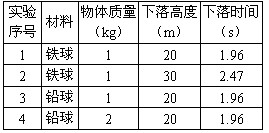 实验序号 材料 物体质量（kg） 下落高度（m） 下落时间（s）
1 铁球 1 20 1.96
2 铁球 1 30 2.47
3 铅球 1 20 1.96
4 铅球 2 20 1.96